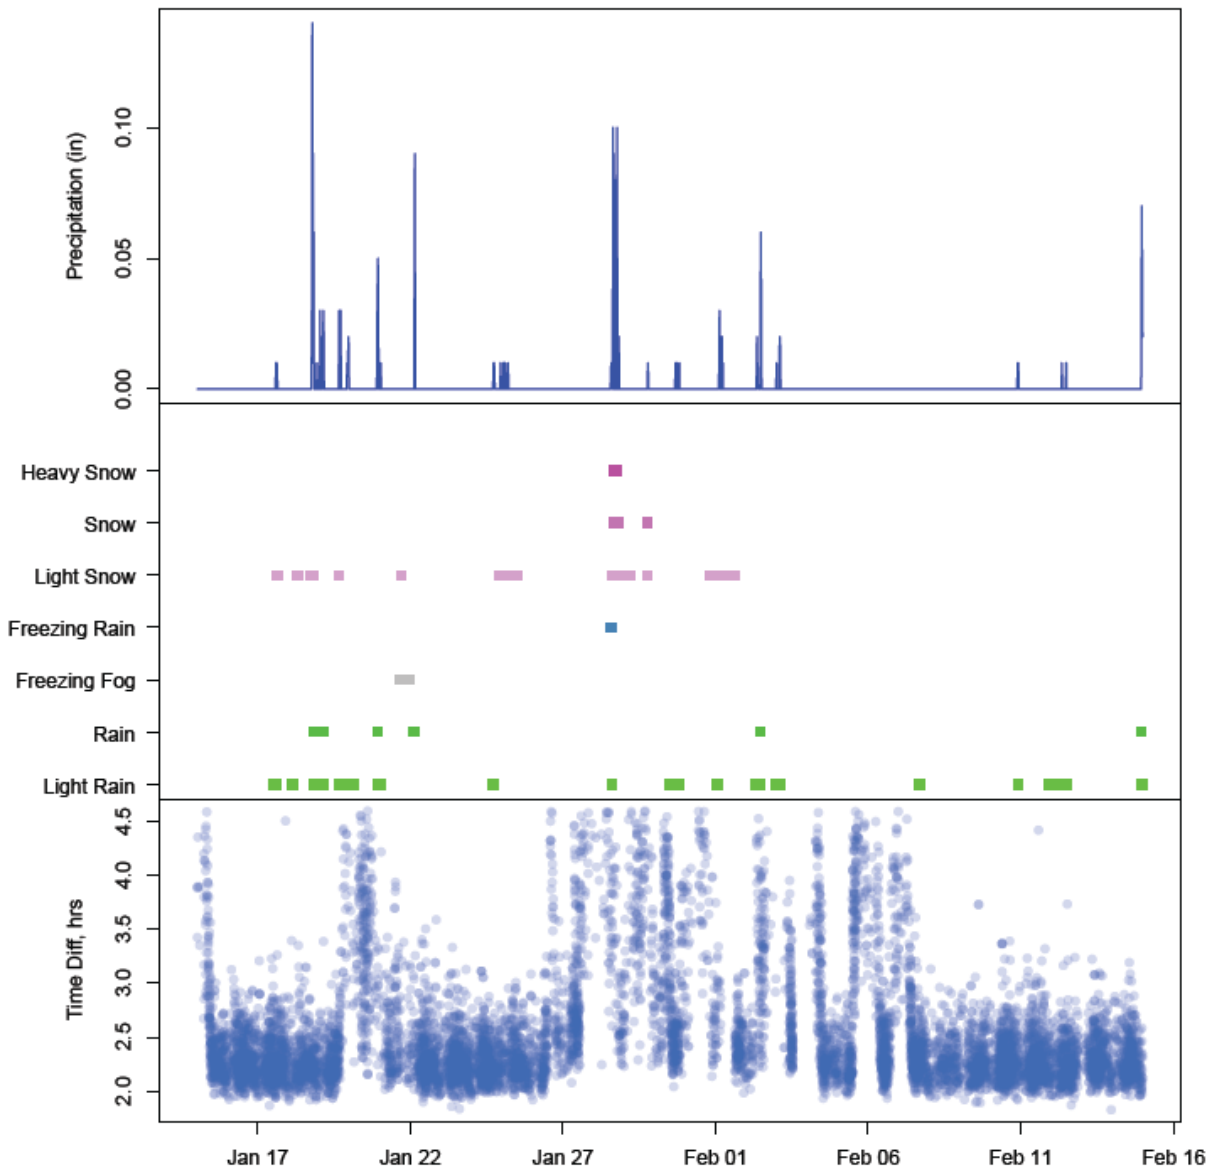 Precipitation (in)
0.10
0.05
0.00
Heavy Snow
Snow
Light Snow
Freezing Rain
Freezing Fog
Rain
Light Rain
Time Diff, hrs
4.5
4.0
3.5
3.0
2.5
2.0
Jan 17 Jan 22 Jan 27 Feb 01 Feb 06 Feb 11 Feb 16